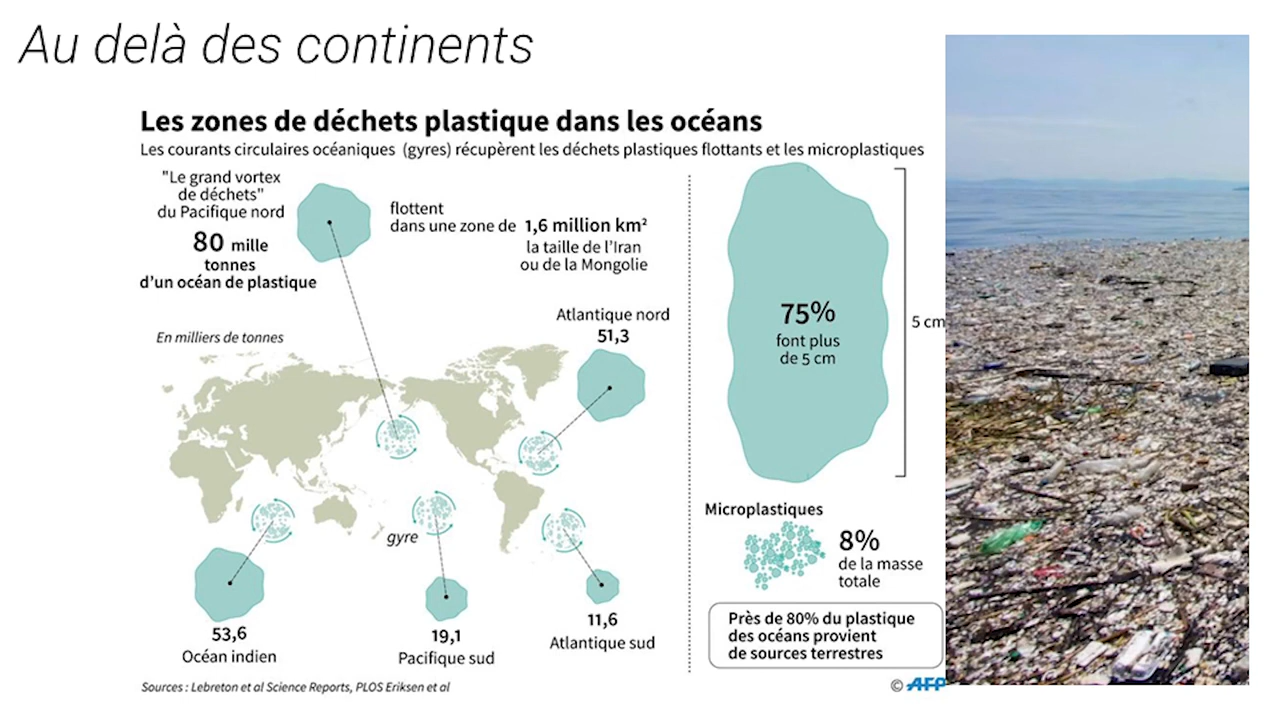 Au delà des continents
Les zones de déchets plastique dans les océans
Les courants circulaires océaniques (gyres) récupèrent les déchets plastiques flottants et les microplastiques
"Le grand vortex
de déchets"
du Pacifique nord
80 mille
tonnes
d'un océan de plastique
flottent
dans une zone de 1,6 million km²
la taille de l'Iran
ou de la Mongolie
En milliers de tonnes
Atlantique nord
51,3
gyre
53,6
Océan indien
19,1
Pacifique sud
11,6
Atlantique sud
75%
font plus
de 5 cm
5 cm
Microplastiques
8%
de la masse
totale
Près de 80% du plastique
des océans provient
de sources terrestres
Sources : Lebreton et al Science Reports, PLOS Eriksen et al
© AFP